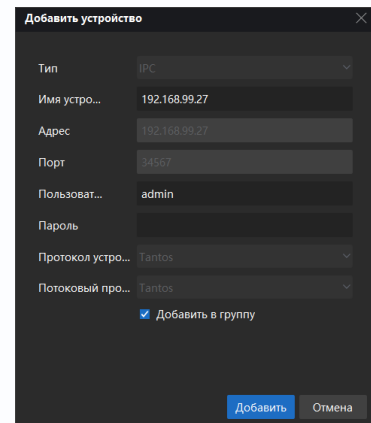 Добавить устройство
Тип IPC
Имя устро... 192.168.99.27
Адрес 192.168.99.27
Порт 34567
Пользоват... admin
Пароль
Протокол устро... Tantos
Потоковый про... Tantos
Добавить в группу
Добавить Отмена